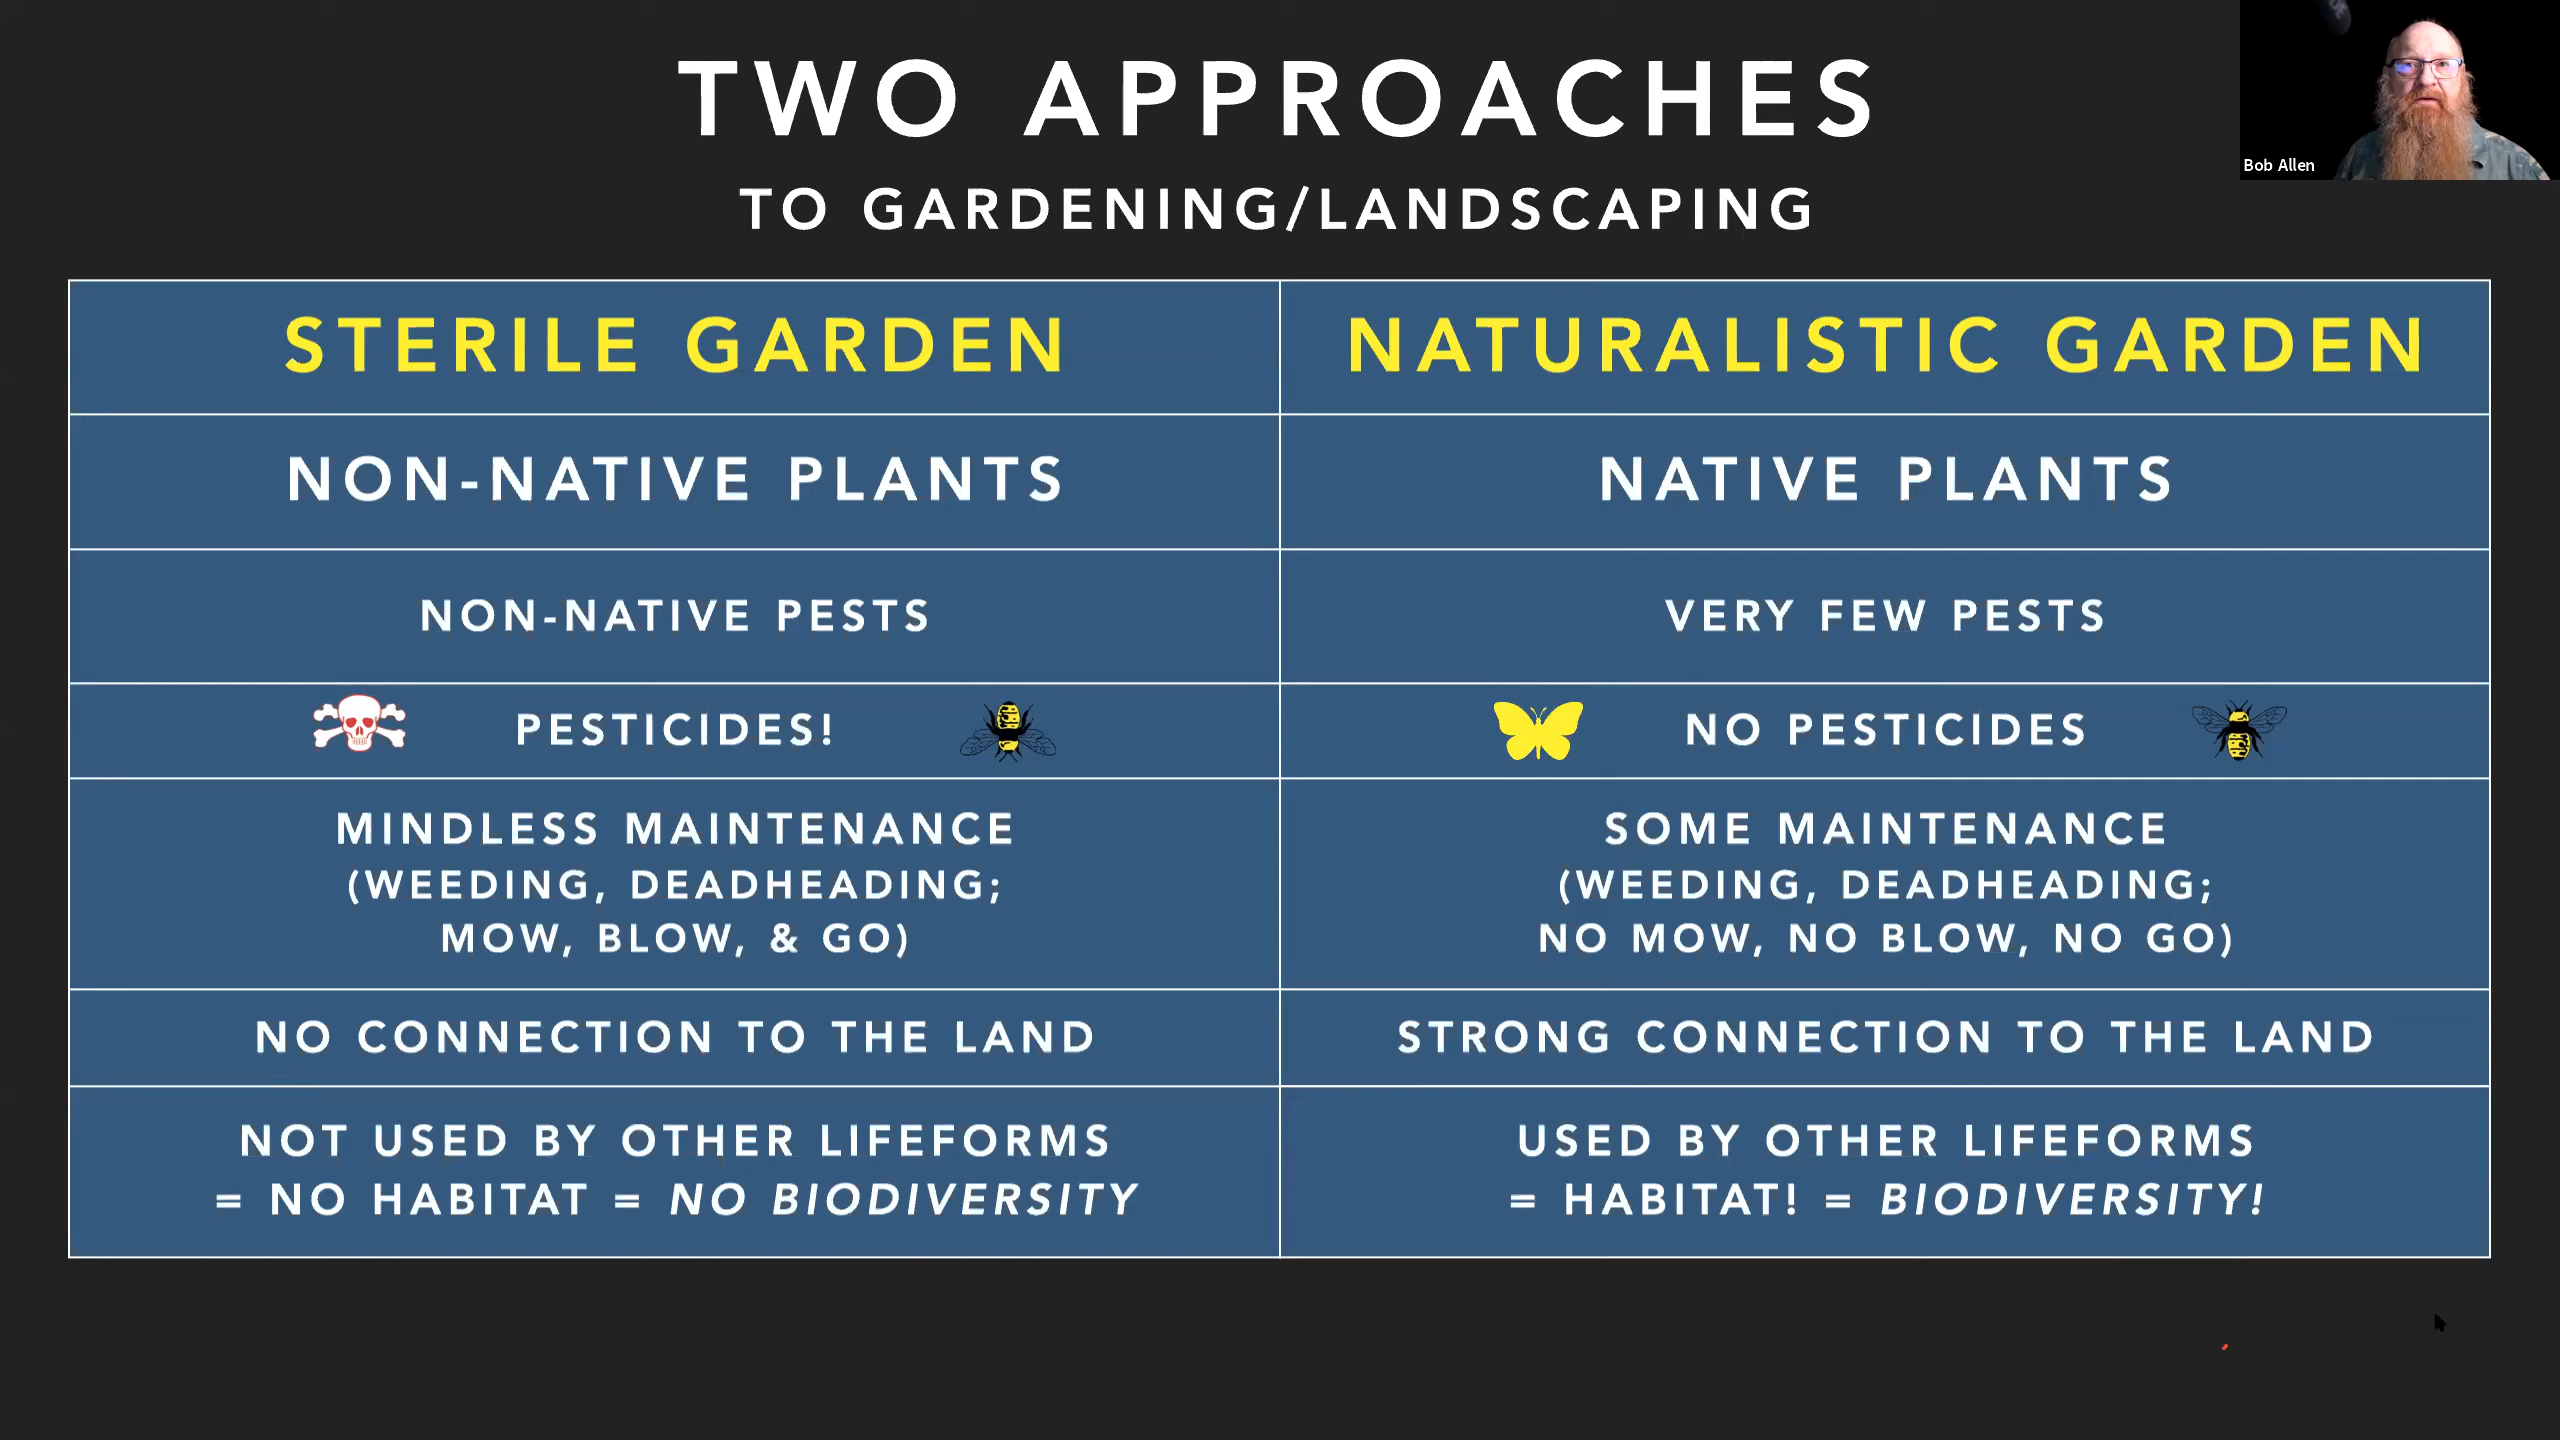 TWO APPROACHES
TO GARDENING/LANDSCAPING
Bob Allen
STERILE GARDEN
NATURALISTIC GARDEN
NON-NATIVE PLANTS
NATIVE PLANTS
NON-NATIVE PESTS
VERY FEW PESTS
PESTICIDES!
NO PESTICIDES
MINDLESS MAINTENANCE
(WEEDING, DEADHEADING;
MOW, BLOW, & GO)
SOME MAINTENANCE
(WEEDING, DEADHEADING;
NO MOW, NO BLOW, NO GO)
NO CONNECTION TO THE LAND
STRONG CONNECTION TO THE LAND
NOT USED BY OTHER LIFEFORMS
= NO HABITAT = NO BIODIVERSITY
USED BY OTHER LIFEFORMS
= HABITAT! = BIODIVERSITY!